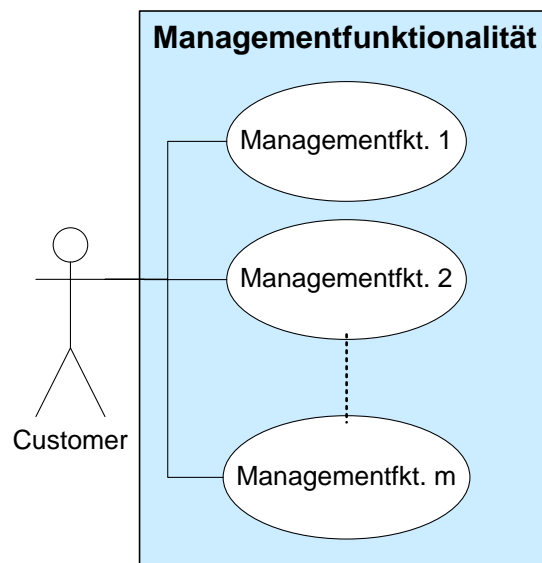 Managementfunktionalität
Managementfkt. 1
Managementfkt. 2
Customer
Managementfkt. m